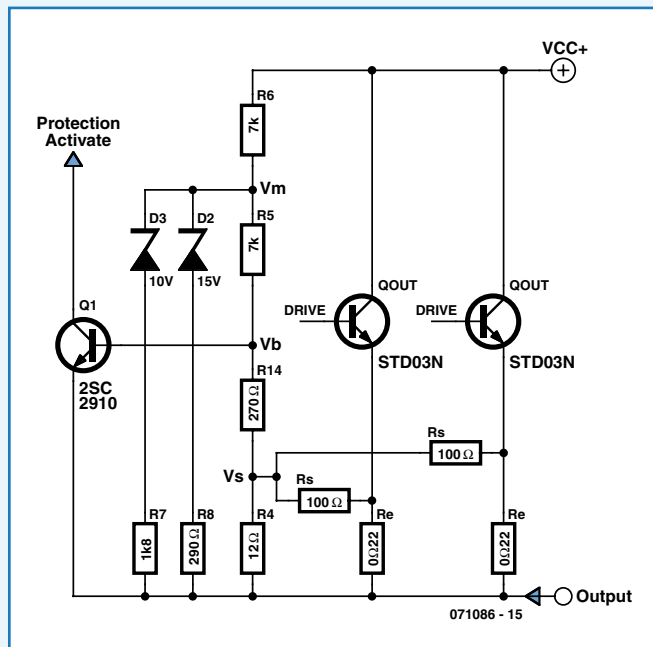 VCC+
R6
7k
Protection
Activate
Vm
D3
D2
R5
7k
10V
15V
Q1
QOUT
QOUT
DRIVE
DRIVE
Vb
STD03N
STD03N
2SC
2910
R14
270Ω
Rs
100Ω
Vs
Rs
100Ω
R7
R8
R4
Re
Re
1k8
290Ω
12Ω
0Ω22
0Ω22
Output
071086 - 15